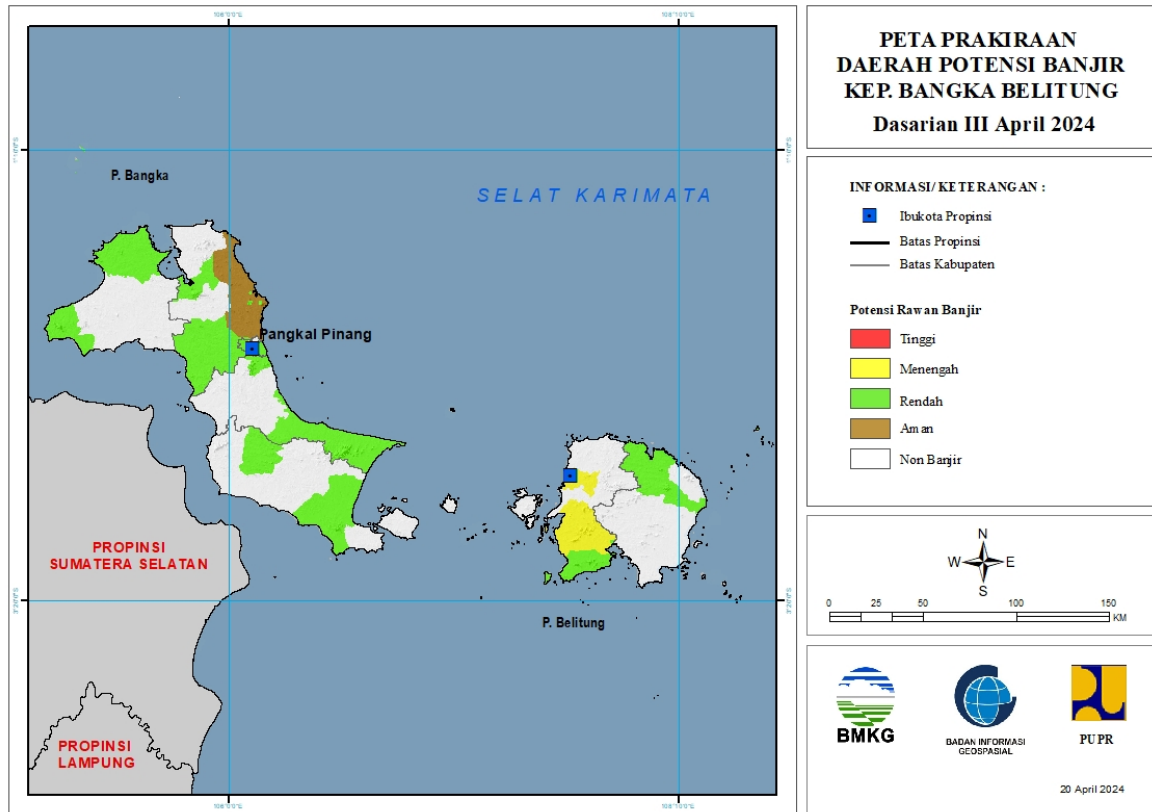 PETA PRAKIRAAN
DAERAH POTENSI BANJIR
KEP. BANGKA BELITUNG
Dasarian III April 2024
P. Bangka
SELAT KARIMATA
Pangkal Pinang
PROPINSI
SUMATERA SELATAN
P. Belitung
PROPINSI
LAMPUNG
INFORMASI/ KETERANGAN :
Ibukota Propinsi
Batas Propinsi
Batas Kabupaten
Potensi Rawan Banjir
Tinggi
Menengah
Rendah
Aman
Non Banjir
N
W E
S
0 25 50 100 150
KM
BMKG
BADAN INFORMASI
GEOSPASIAL
PUPR
20 April 2024